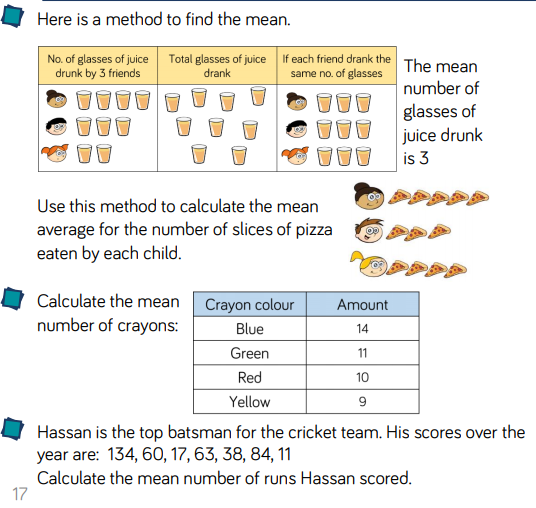 Here is a method to find the mean.
No. of glasses of juice
drunk by 3 friends
Total glasses of juice
drank
If each friend drank the
same no. of glasses
The mean
number of
glasses of
juice drunk
is 3
Use this method to calculate the mean
average for the number of slices of pizza
eaten by each child.
Calculate the mean
number of crayons:
Crayon colour Amount
Blue 14
Green 11
Red 10
Yellow 9
Hassan is the top batsman for the cricket team. His scores over the
year are: 134, 60, 17, 63, 38, 84, 11
Calculate the mean number of runs Hassan scored.
17